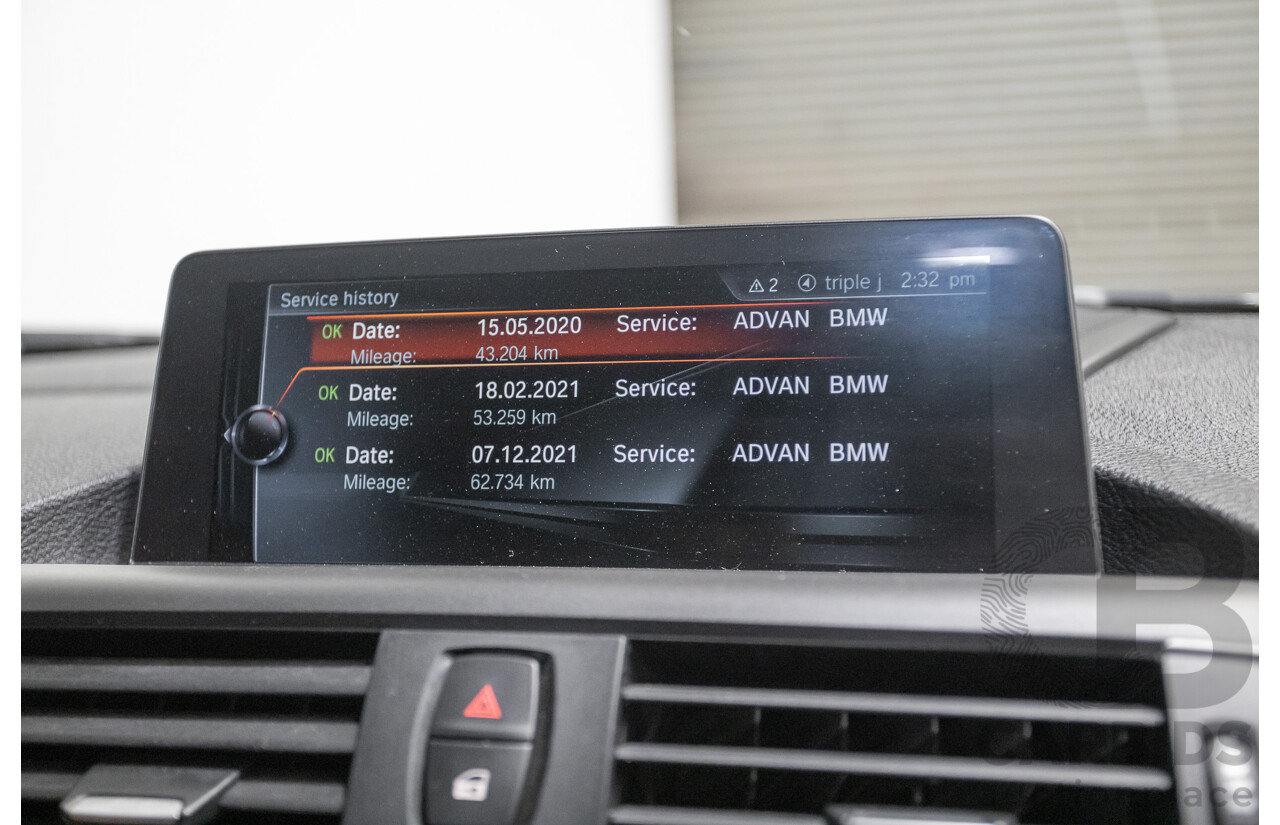 2 triple j 2:32 pm
Service history
OK Date: 15.05.2020 Service: ADVAN BMW
Mileage: 43.204 km
OK Date: 18.02.2021 Service: ADVAN BMW
Mileage: 53.259 km
OK Date: 07.12.2021 Service: ADVAN BMW
Mileage: 62.734 km